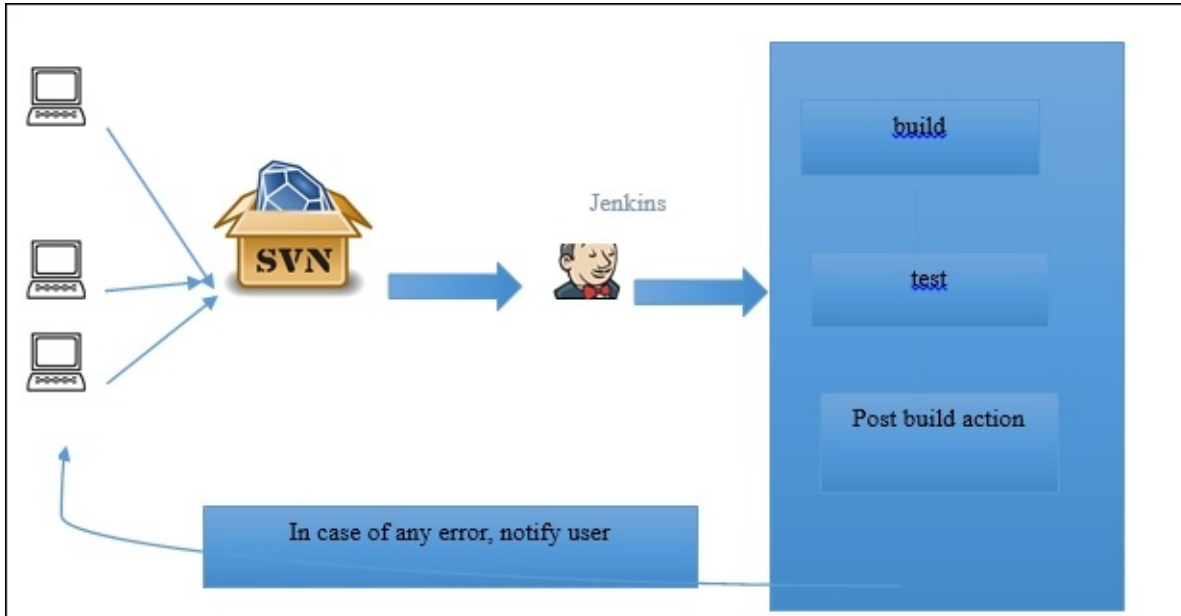 SVN
Jenkins
build
test
Post build action
In case of any error, notify user